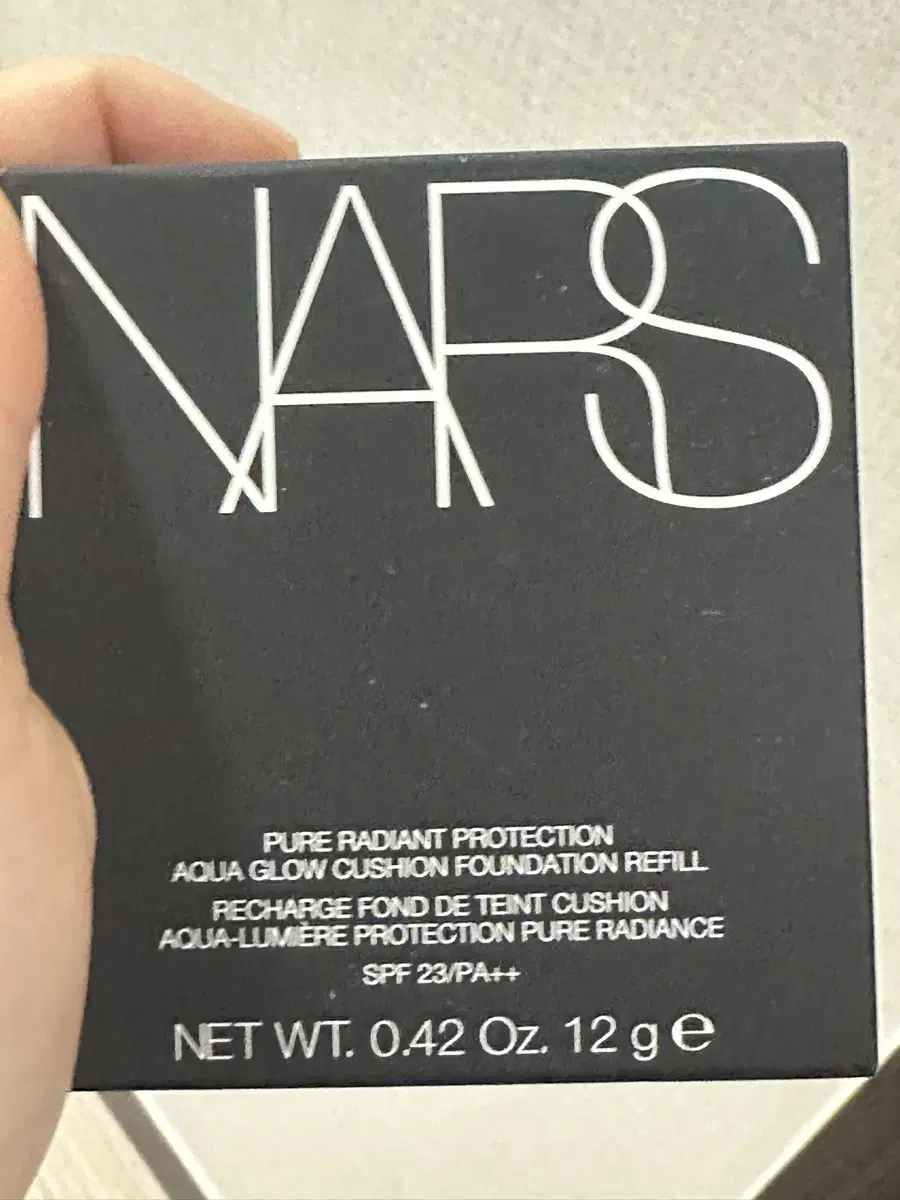 NARS
PURE RADIANT PROTECTION
AQUA GLOW CUSHION FOUNDATION REFILL
RECHARGE FOND DE TEINT CUSHION
AQUA-LUMIÈRE PROTECTION PURE RADIANCE
SPF 23/PA++
NET WT. 0.42 Oz. 12 g ℮